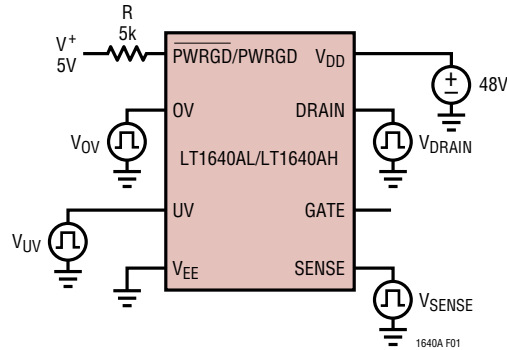 R
5k
V+
5V
PWRGD/PWRGD
VDD
48V
OV
DRAIN
VOV
VDRAIN
LT1640AL/LT1640AH
UV
GATE
VUV
VEE
SENSE
VSENSE
1640A F01